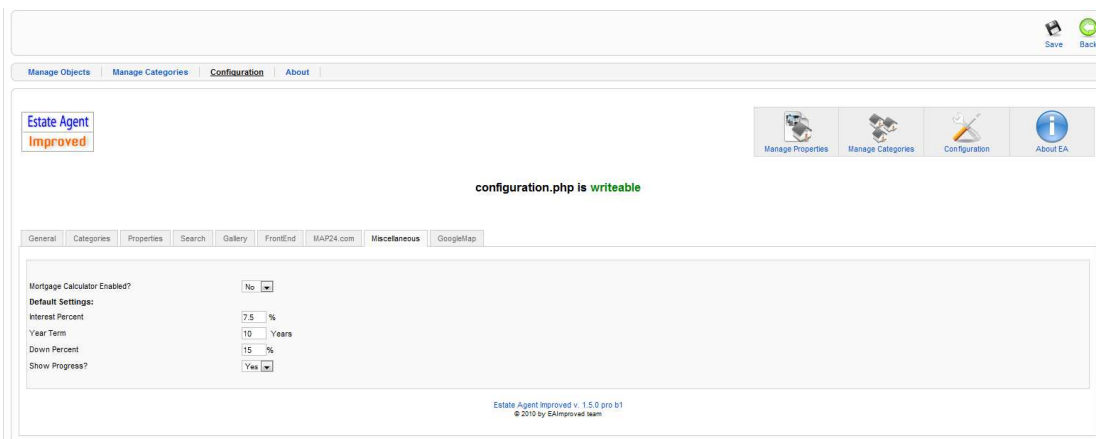 Save Back
Manage Objects Manage Categories Configuration About
Estate Agent
Improved
Manage Properties Manage Categories Configuration About EA
configuration.php is writeable
General Categories Properties Search Gallery FrontEnd MAP24.com Miscellaneous GoogleMap
Mortgage Calculator Enabled? No
Default Settings:
Interest Percent 7.5 %
Year Term 10 Years
Down Percent 15 %
Show Progress? Yes
Estate Agent Improved v. 1.5.0 pro b1
© 2010 by EAImproved team